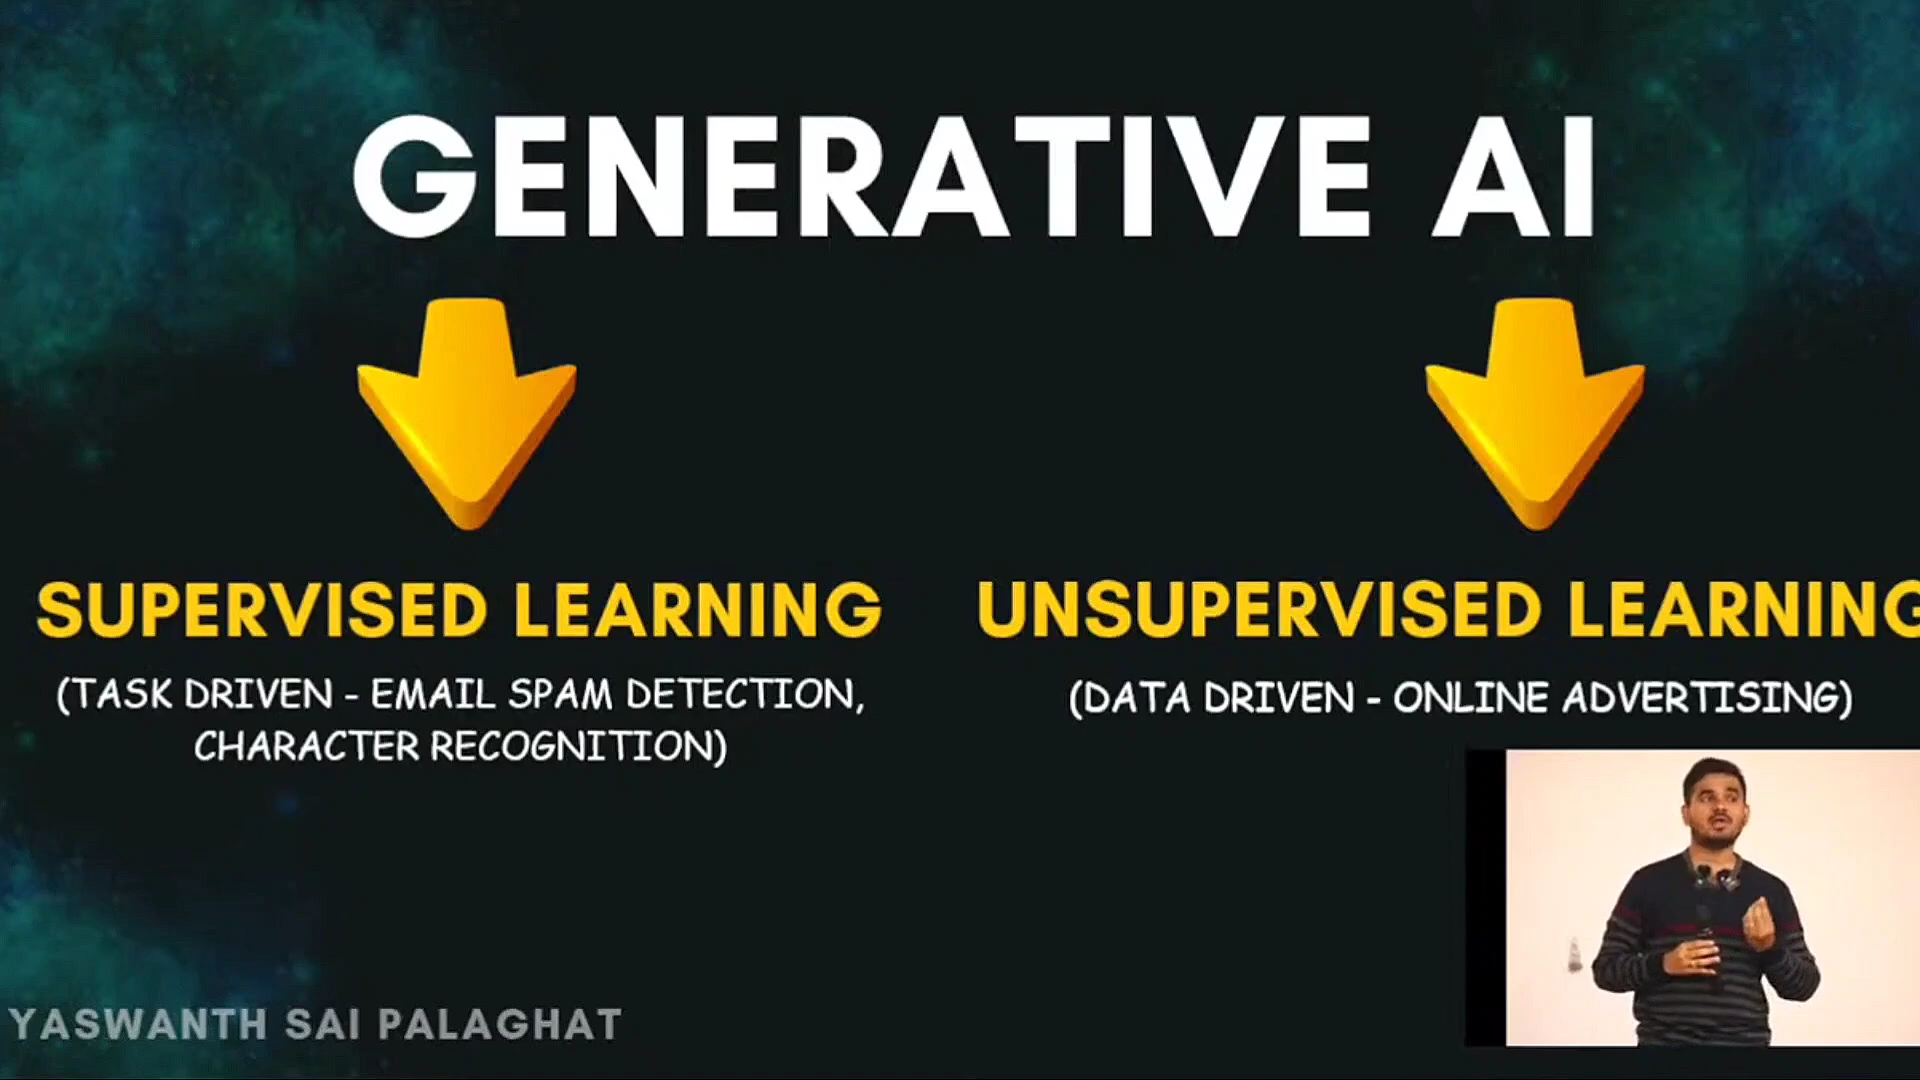 GENERATIVE AI
SUPERVISED LEARNING
(TASK DRIVEN - EMAIL SPAM DETECTION,
CHARACTER RECOGNITION)
UNSUPERVISED LEARNING
(DATA DRIVEN - ONLINE ADVERTISING)
YASWANTH SAI PALAGHAT